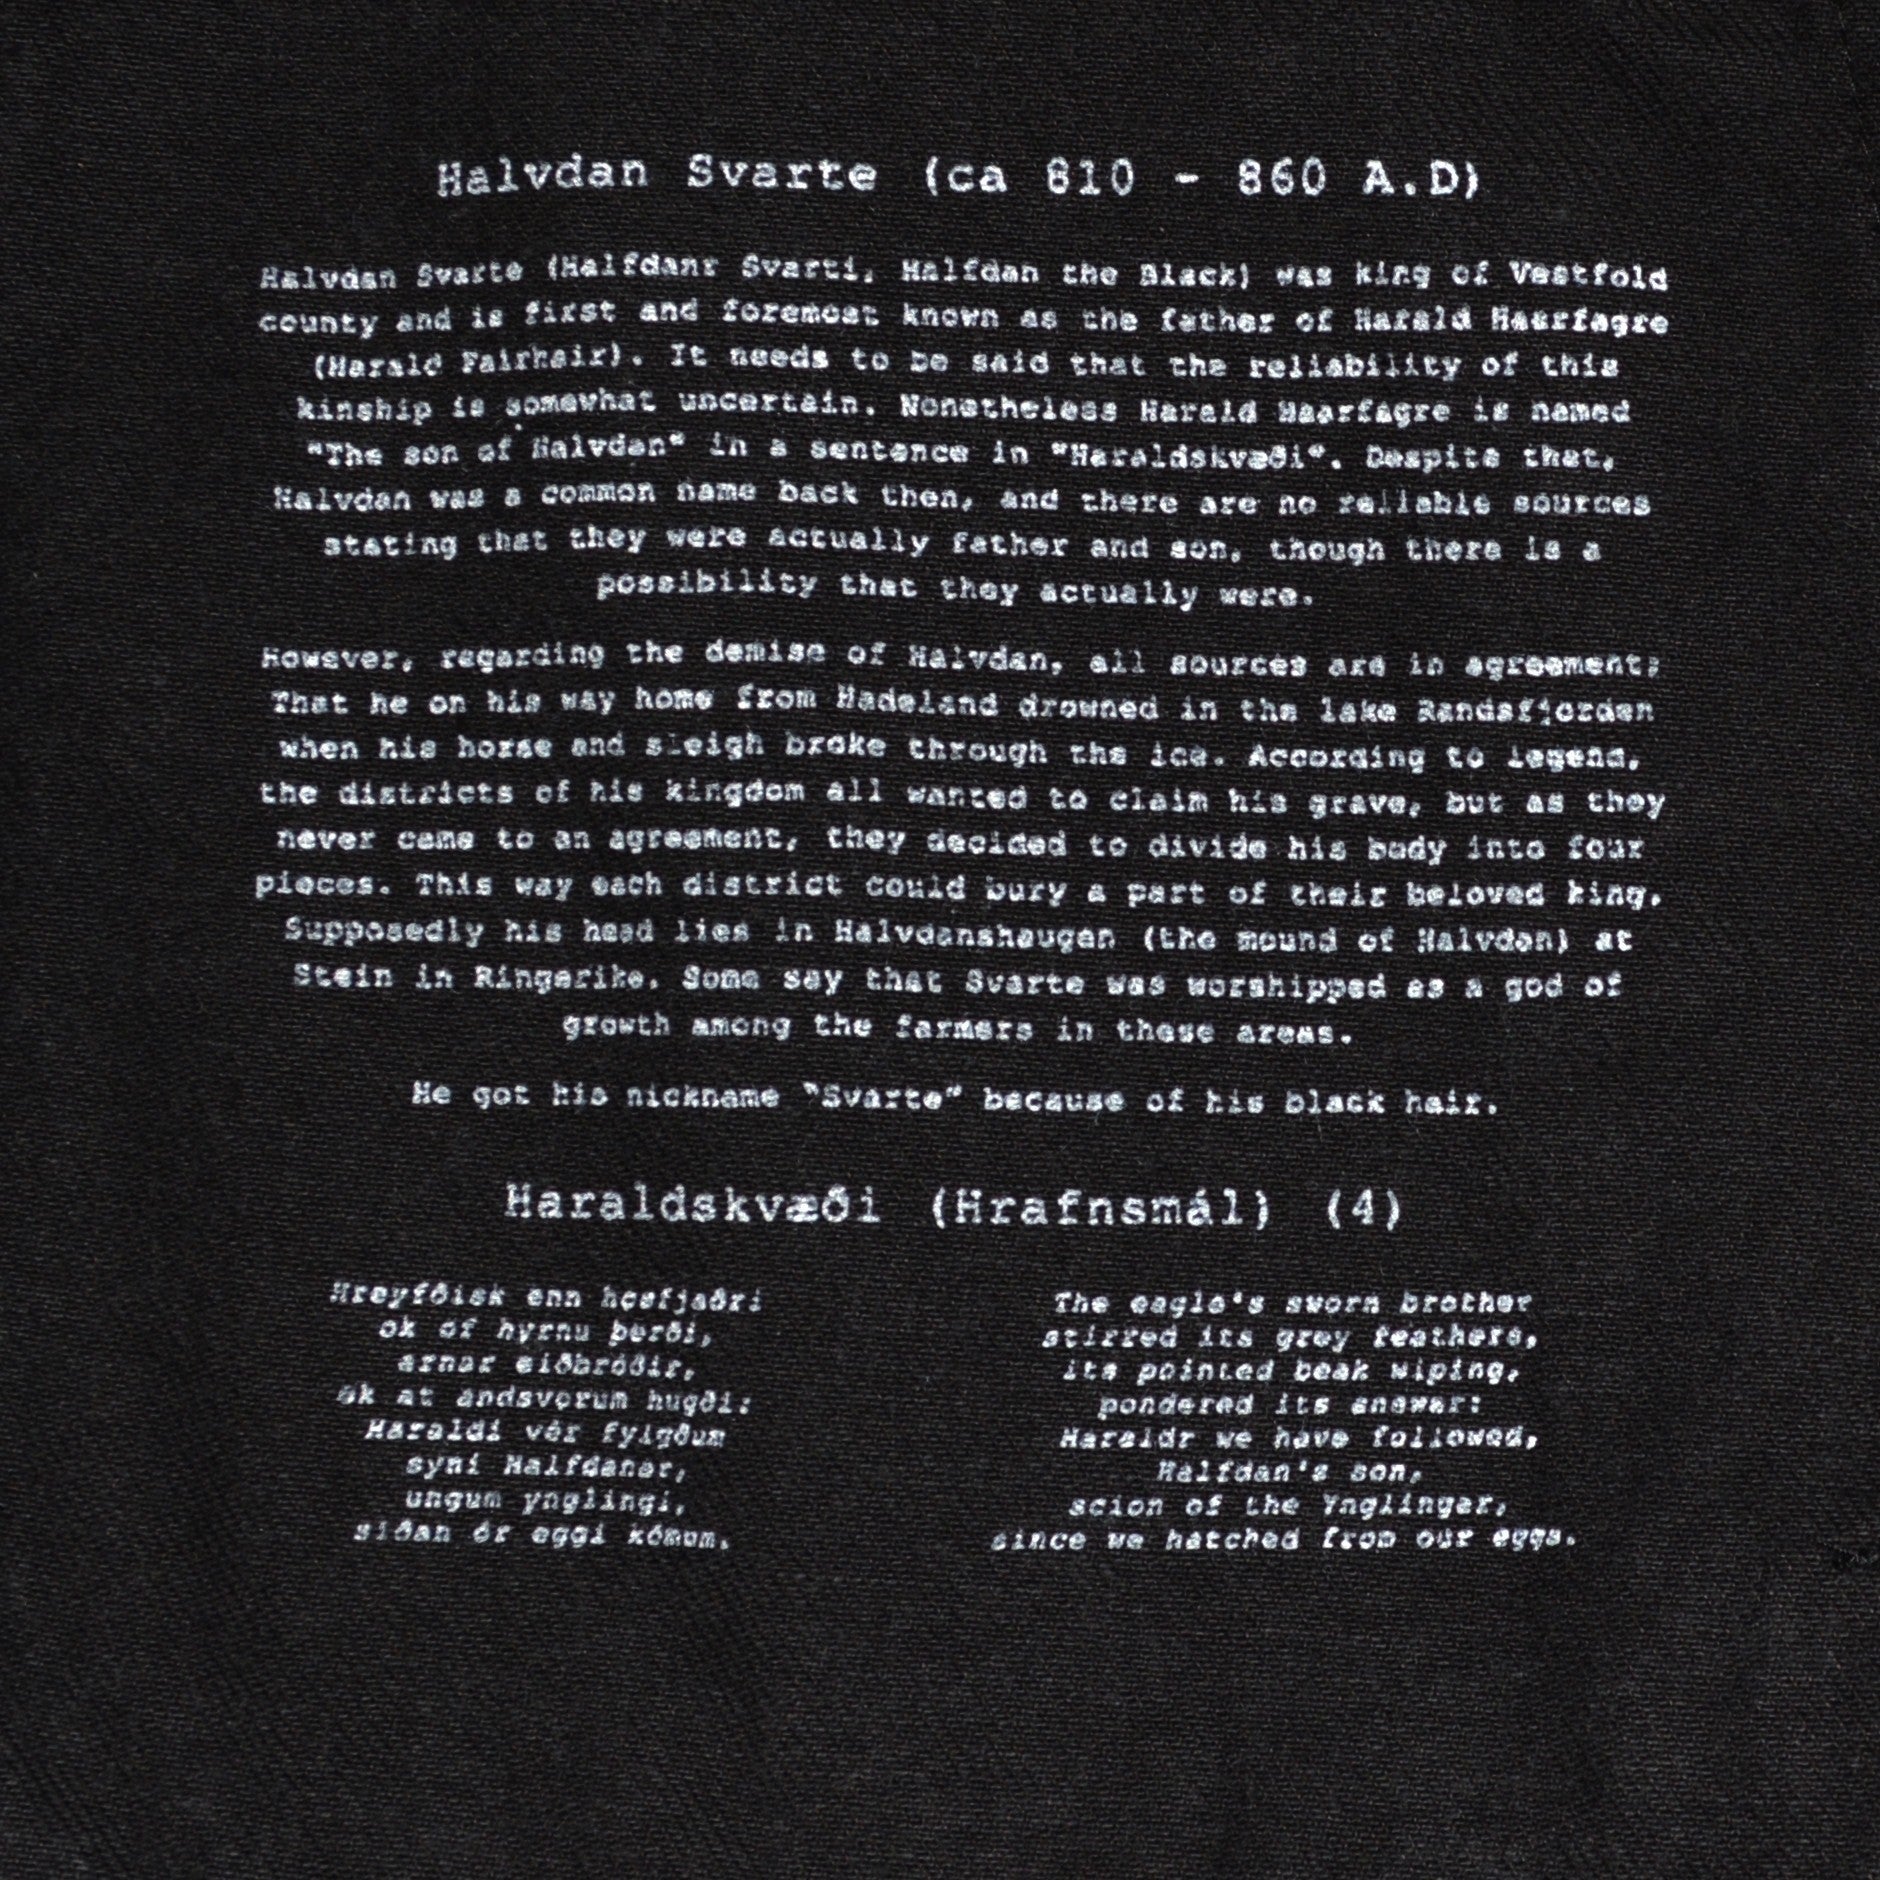 Halvdan Svarte (ca 810 - 860 A.D)
Halvdan Svarte (Halfdanr Svarti, Halfdan the Black) was king of Vestfold
county and is first and foremost known as the father of Harald Haarfagre
(Harald Fairhair). It needs to be said that the reliability of this
kinship is somewhat uncertain. Nonetheless Harald Haarfagre is named
"The son of Halvdan" in a sentence in "Haraldskvæði". Despite that,
Halvdan was a common name back then, and there are no reliable sources
stating that they were actually father and son, though there is a
possibility that they actually were.
However, regarding the demise of Halvdan, all sources are in agreement;
That he on his way home from Hadeland drowned in the lake Randsfjorden
when his horse and sleigh broke through the ice. According to legend,
the districts of his kingdom all wanted to claim his grave, but as they
never came to an agreement, they decided to divide his body into four
pieces. This way each district could bury a part of their beloved king.
Supposedly his head lies in Halvdanshaugen (the mound of Halvdan) at
Stein in Ringerike. Some say that Svarte was worshipped as a god of
growth among the farmers in these areas.
He got his nickname "Svarte" because of his black hair.
Haraldskvæði (Hrafnsmál) (4)
Hreyfðisk enn hǫsfjaðri
ok of hyrnu þerði,
arnar eiðbróðir,
ok at andsvǫrum hugði:
Haraldi vér fylgðum
syni Halfdanar,
ungum ynglingi,
síðan ór eggi kómum.
The eagle's sworn brother
stirred its grey feathers,
its pointed beak wiping,
pondered its answer:
Haraldr we have followed,
Halfdan's son,
scion of the Ynglingar,
since we hatched from our eggs.